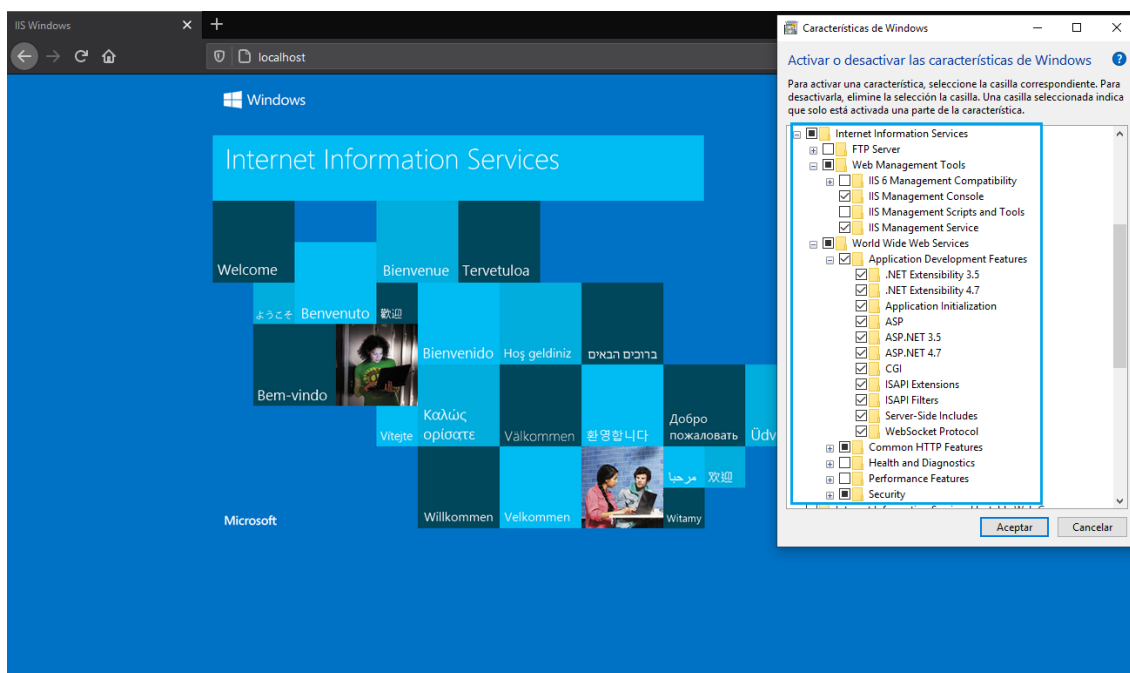 IIS Windows
localhost
Windows
Internet Information Services
Welcome
Bienvenue
Tervetuloa
ようこそ
Benvenuto
歡迎
Bienvenido
Hoş geldiniz
ברוכים הבאים
Bem-vindo
Vítejte
Καλώς
ορίσατε
Välkommen
환영합니다
Добро
пожаловать
Üdv
مرحبا
欢迎
Microsoft
Willkommen
Velkommen
Witamy
Características de Windows
Activar o desactivar las características de Windows
Para activar una característica, seleccione la casilla correspondiente. Para
desactivarla, elimine la selección la casilla. Una casilla seleccionada indica
que solo está activada una parte de la característica.
Internet Information Services
FTP Server
Web Management Tools
IIS 6 Management Compatibility
IIS Management Console
IIS Management Scripts and Tools
IIS Management Service
World Wide Web Services
Application Development Features
.NET Extensibility 3.5
.NET Extensibility 4.7
Application Initialization
ASP
ASP.NET 3.5
ASP.NET 4.7
CGI
ISAPI Extensions
ISAPI Filters
Server-Side Includes
WebSocket Protocol
Common HTTP Features
Health and Diagnostics
Performance Features
Security
Aceptar
Cancelar